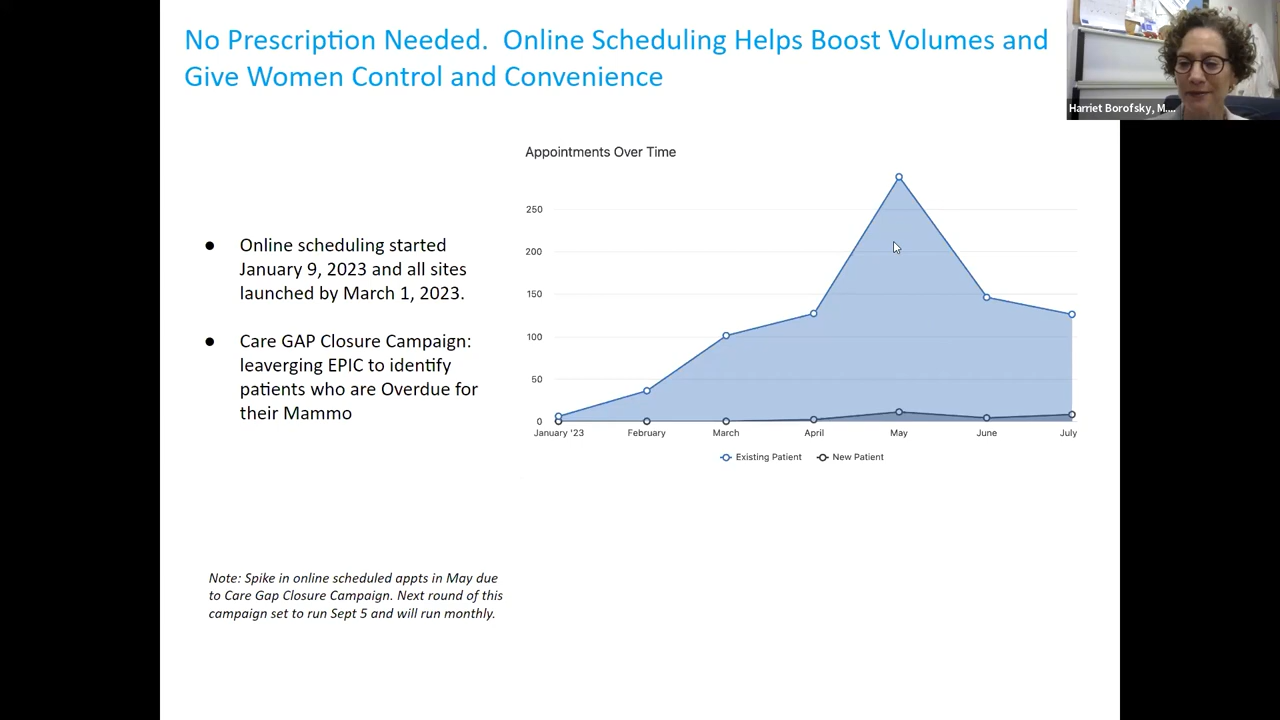 No Prescription Needed.  Online Scheduling Helps Boost Volumes and
Give Women Control and Convenience
Harriet Borofsky, M....
Appointments Over Time
● Online scheduling started
January 9, 2023 and all sites
launched by March 1, 2023.
● Care GAP Closure Campaign:
leaverging EPIC to identify
patients who are Overdue for
their Mammo
250
200
150
100
50
0
January '23 February March April May June July
Existing Patient New Patient
Note: Spike in online scheduled appts in May due
to Care Gap Closure Campaign. Next round of this
campaign set to run Sept 5 and will run monthly.